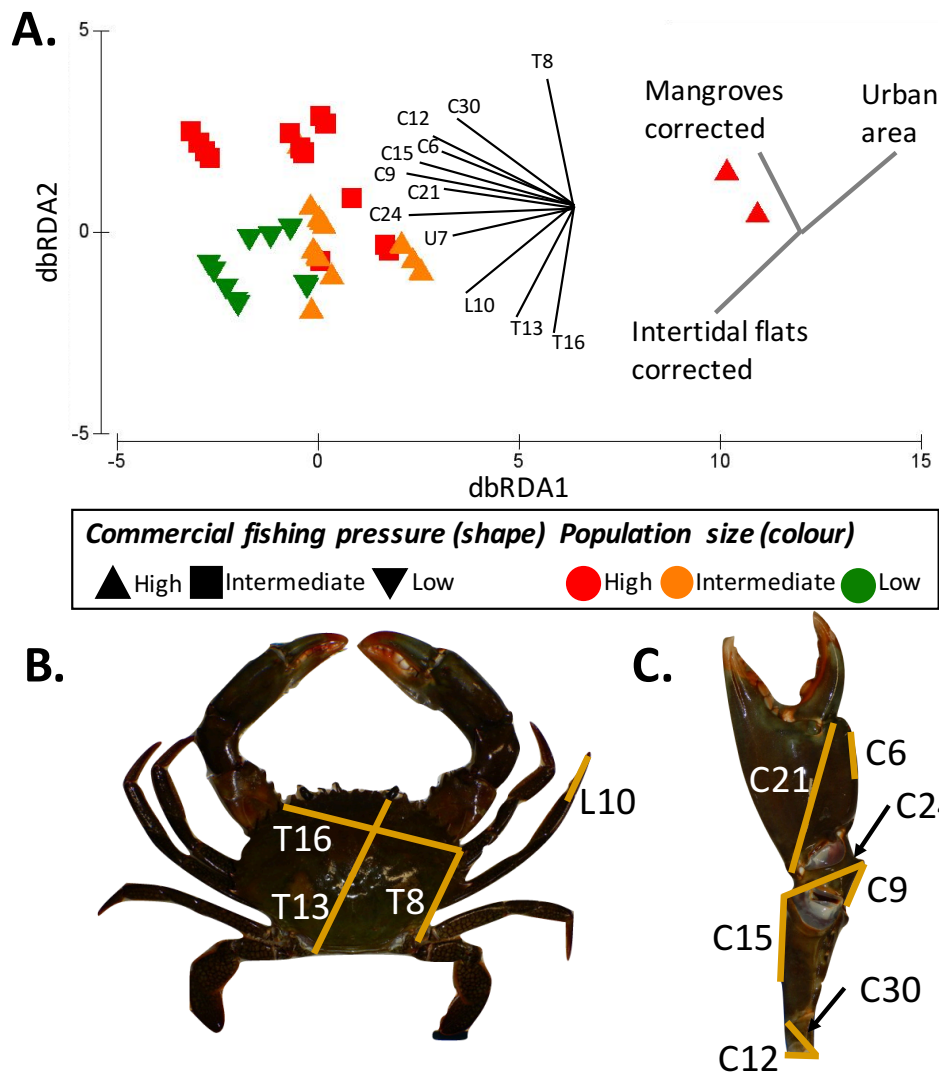 A.
5
0
-5
dbRDA2
-5
0
5
10
15
dbRDA1
T8
C30
C12
C6
C15
C9
C21
C24
U7
L10
T13
T16
Mangroves
corrected
Urban
area
Intertidal flats
corrected
Commercial fishing pressure (shape) Population size (colour)
High Intermediate Low High Intermediate Low
B.
T16
T13
T8
L10
C.
C21
C6
C24
C9
C15
C30
C12